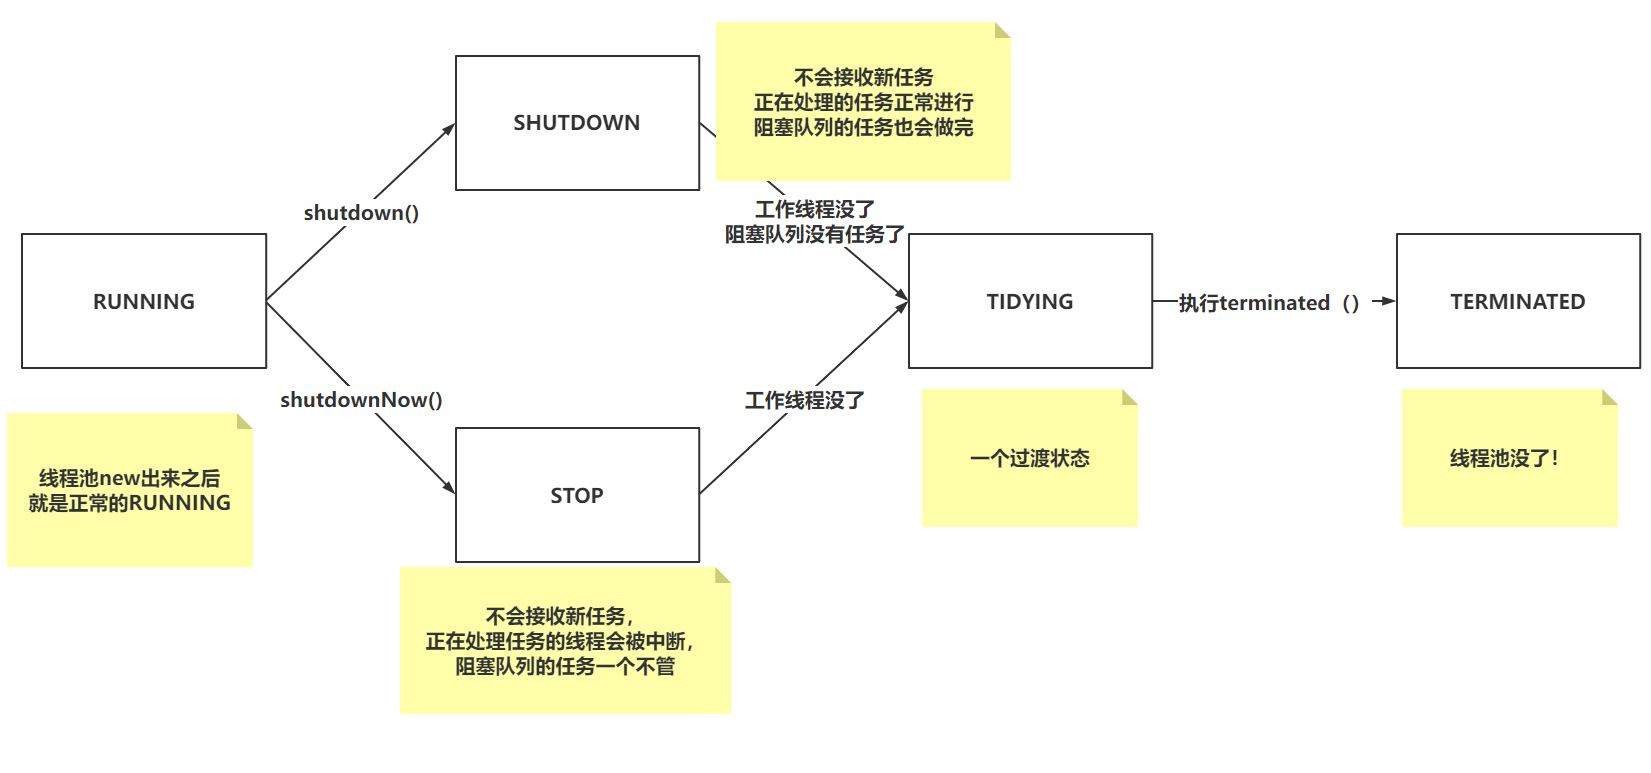 不会接收新任务
正在处理的任务正常进行
阻塞队列的任务也会做完
SHUTDOWN
shutdown()
工作线程没了
阻塞队列没有任务了
RUNNING
TIDYING
执行terminated（）
TERMINATED
shutdownNow()
工作线程没了
线程池new出来之后
就是正常的RUNNING
STOP
一个过渡状态
线程池没了！
不会接收新任务，
正在处理任务的线程会被中断，
阻塞队列的任务一个不管